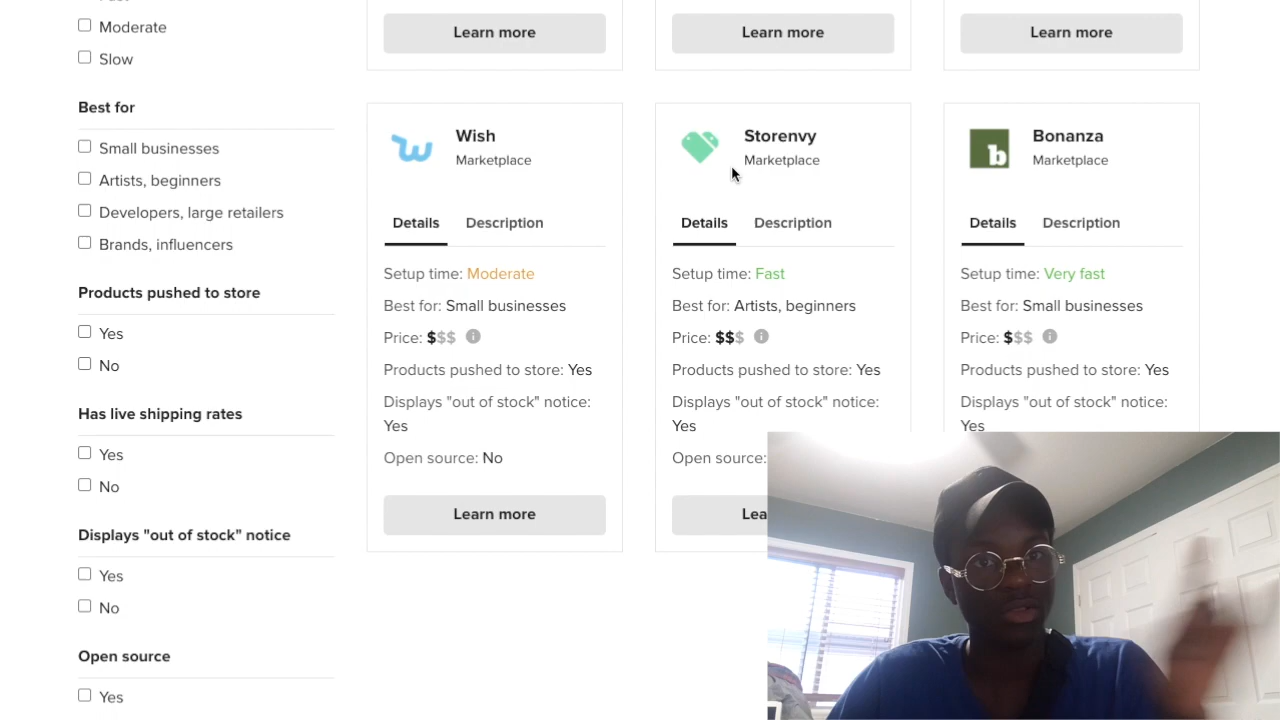 Moderate
Slow
Best for
Small businesses
Artists, beginners
Developers, large retailers
Brands, influencers
Products pushed to store
Yes
No
Has live shipping rates
Yes
No
Displays "out of stock" notice
Yes
No
Open source
Yes
Learn more
Learn more
Learn more
Wish
Marketplace
Details Description
Setup time: Moderate
Best for: Small businesses
Price: $$$
Products pushed to store: Yes
Displays "out of stock" notice:
Yes
Open source: No
Learn more
Storenvy
Marketplace
Details Description
Setup time: Fast
Best for: Artists, beginners
Price: $$$
Products pushed to store: Yes
Displays "out of stock" notice:
Yes
Open source:
Lea
b
Bonanza
Marketplace
Details Description
Setup time: Very fast
Best for: Small businesses
Price: $$$
Products pushed to store: Yes
Displays "out of stock" notice:
Yes